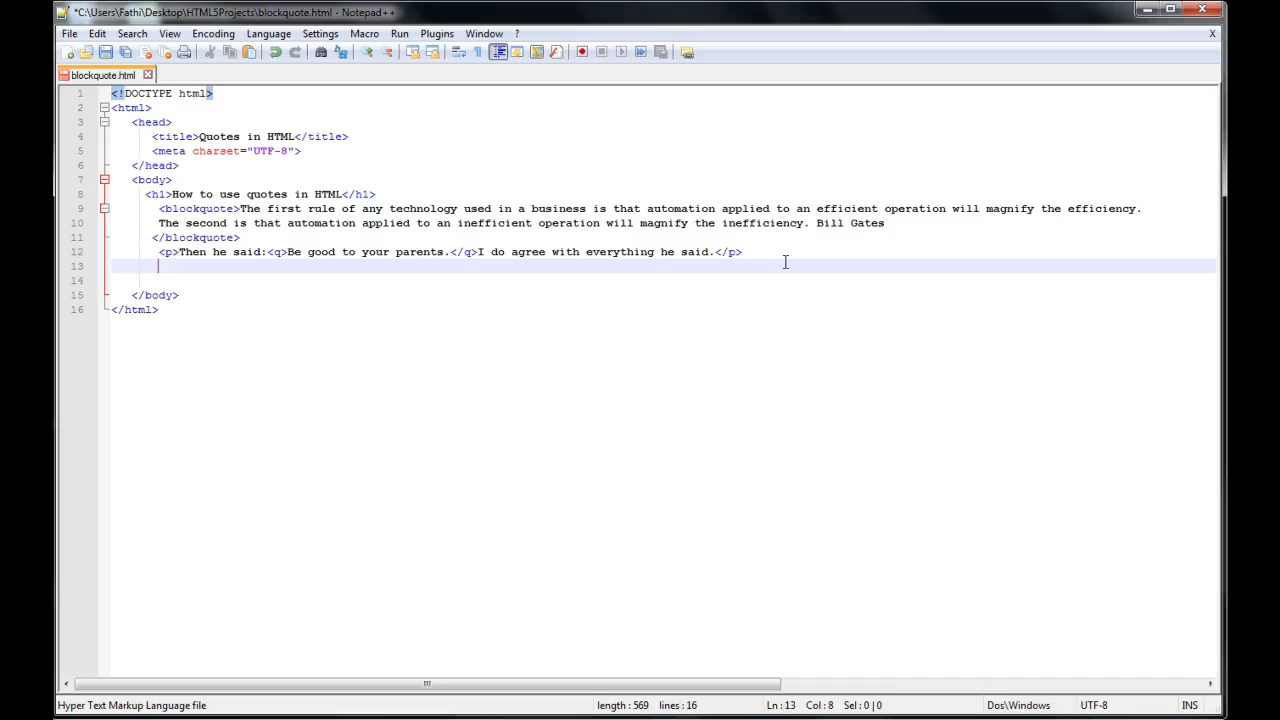 *C:\Users\Fathi\Desktop\HTML5Projects\blockquote.html - Notepad++
File Edit Search View Encoding Language Settings Macro Run Plugins Window ? X
blockquote.html
1 <!DOCTYPE html>
2 <html>
3 <head>
4 <title>Quotes in HTML</title>
5 <meta charset="UTF-8">
6 </head>
7 <body>
8 <h1>How to use quotes in HTML</h1>
9 <blockquote>The first rule of any technology used in a business is that automation applied to an efficient operation will magnify the efficiency.
10 The second is that automation applied to an inefficient operation will magnify the inefficiency. Bill Gates
11 </blockquote>
12 <p>Then he said:<q>Be good to your parents.</q>I do agree with everything he said.</p>
13
14
15 </body>
16 </html>
Hyper Text Markup Language file length : 569 lines : 16 Ln : 13 Col : 8 Sel : 0 | 0 Dos\Windows UTF-8 INS